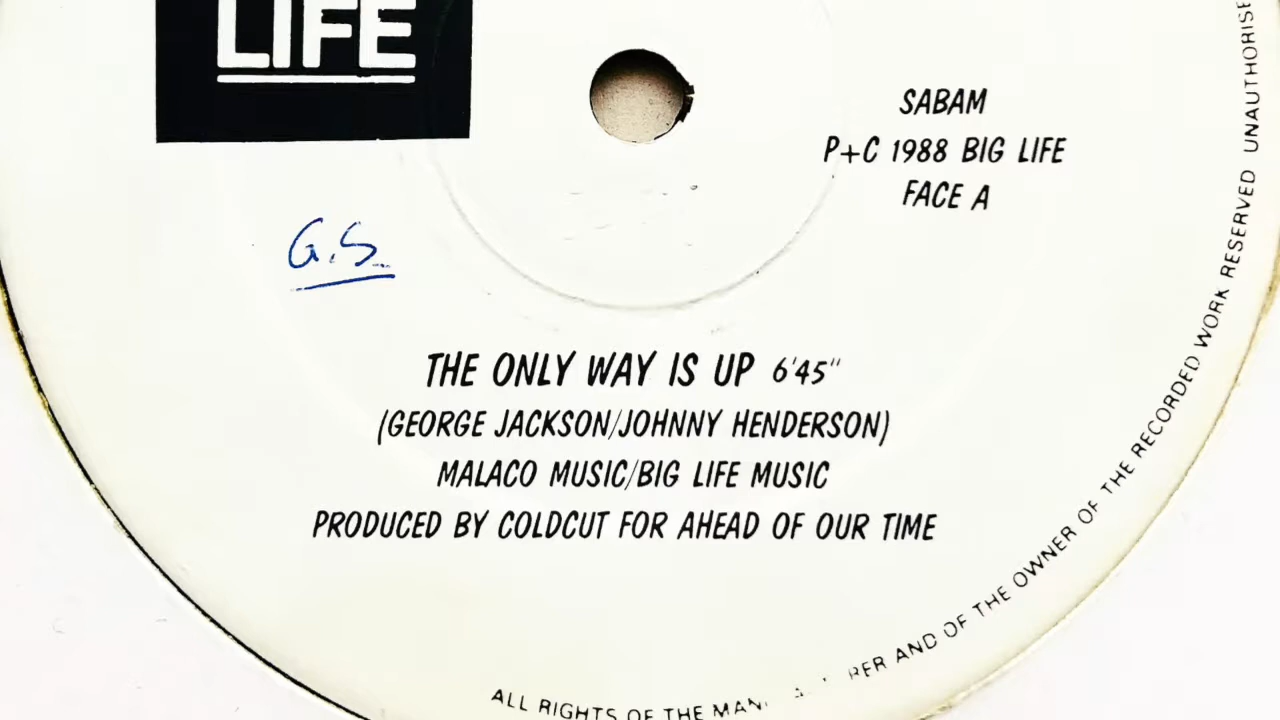 LIFE
SABAM
P+C 1988 BIG LIFE
FACE A
G.S.
THE ONLY WAY IS UP 6'45"
(GEORGE JACKSON/JOHNNY HENDERSON)
MALACO MUSIC/BIG LIFE MUSIC
PRODUCED BY COLDCUT FOR AHEAD OF OUR TIME
ALL RIGHTS OF THE AND OF THE OWNER OF THE RECORDED WORK RESERVED